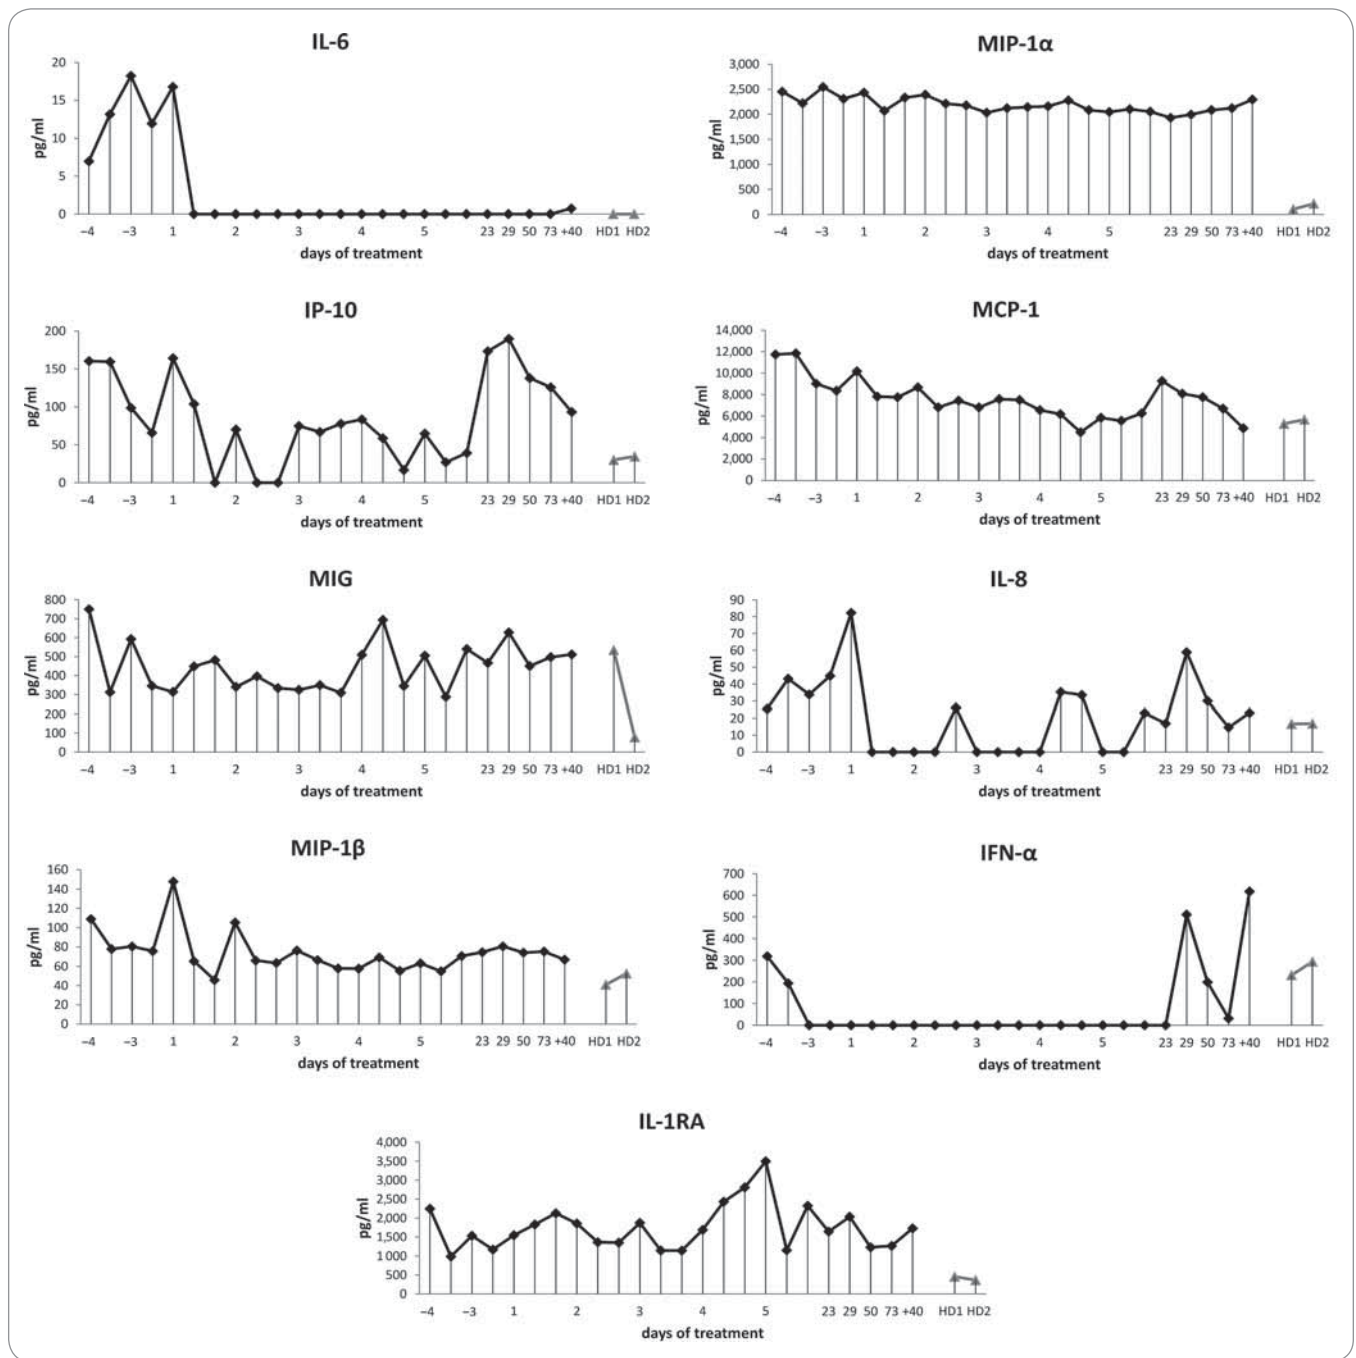 IL-6
20
15
10
5
0
pg/ml
−4 −3 1 2 3 4 5 23 29 50 73 +40 HD1 HD2
days of treatment
MIP-1α
3,000
2,500
2,000
1,500
1,000
500
0
pg/ml
−4 −3 1 2 3 4 5 23 29 50 73 +40 HD1 HD2
days of treatment
IP-10
200
150
100
50
0
pg/ml
−4 −3 1 2 3 4 5 23 29 50 73 +40 HD1 HD2
days of treatment
MCP-1
14,000
12,000
10,000
8,000
6,000
4,000
2,000
0
pg/ml
−4 −3 1 2 3 4 5 23 29 50 73 +40 HD1 HD2
days of treatment
MIG
800
700
600
500
400
300
200
100
0
pg/ml
−4 −3 1 2 3 4 5 23 29 50 73 +40 HD1 HD2
days of treatment
IL-8
90
80
70
60
50
40
30
20
10
0
pg/ml
−4 −3 1 2 3 4 5 23 29 50 73 +40 HD1 HD2
days of treatment
MIP-1β
160
140
120
100
80
60
40
20
0
pg/ml
−4 −3 1 2 3 4 5 23 29 50 73 +40 HD1 HD2
days of treatment
IFN-α
700
600
500
400
300
200
100
0
pg/ml
−4 −3 1 2 3 4 5 23 29 50 73 +40 HD1 HD2
days of treatment
IL-1RA
4,000
3,500
3,000
2,500
2,000
1,500
1 000
500
0
pg/ml
−4 −3 1 2 3 4 5 23 29 50 73 +40 HD1 HD2
days of treatment